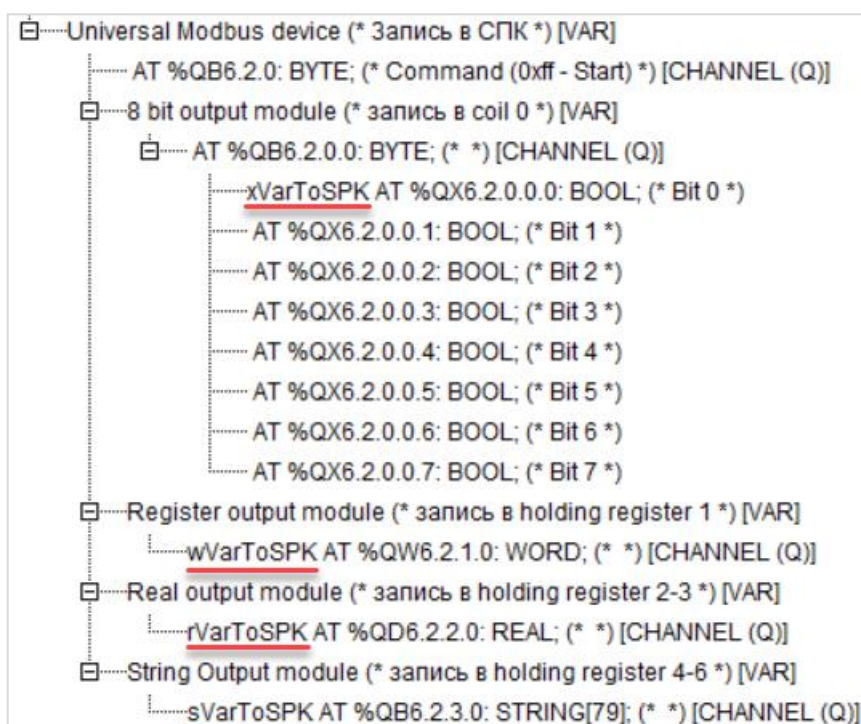 Universal Modbus device (* Запись в СПК *) [VAR]
AT %QB6.2.0: BYTE; (* Command (0xff - Start) *) [CHANNEL (Q)]
8 bit output module (* запись в coil 0 *) [VAR]
AT %QB6.2.0.0: BYTE; (* *) [CHANNEL (Q)]
xVarToSPK AT %QX6.2.0.0.0: BOOL; (* Bit 0 *)
AT %QX6.2.0.0.1: BOOL; (* Bit 1 *)
AT %QX6.2.0.0.2: BOOL; (* Bit 2 *)
AT %QX6.2.0.0.3: BOOL; (* Bit 3 *)
AT %QX6.2.0.0.4: BOOL; (* Bit 4 *)
AT %QX6.2.0.0.5: BOOL; (* Bit 5 *)
AT %QX6.2.0.0.6: BOOL; (* Bit 6 *)
AT %QX6.2.0.0.7: BOOL; (* Bit 7 *)
Register output module (* запись в holding register 1 *) [VAR]
wVarToSPK AT %QW6.2.1.0: WORD; (* *) [CHANNEL (Q)]
Real output module (* запись в holding register 2-3 *) [VAR]
rVarToSPK AT %QD6.2.2.0: REAL; (* *) [CHANNEL (Q)]
String Output module (* запись в holding register 4-6 *) [VAR]
sVarToSPK AT %QB6.2.3.0: STRING[79]; (* *) [CHANNEL (Q)]